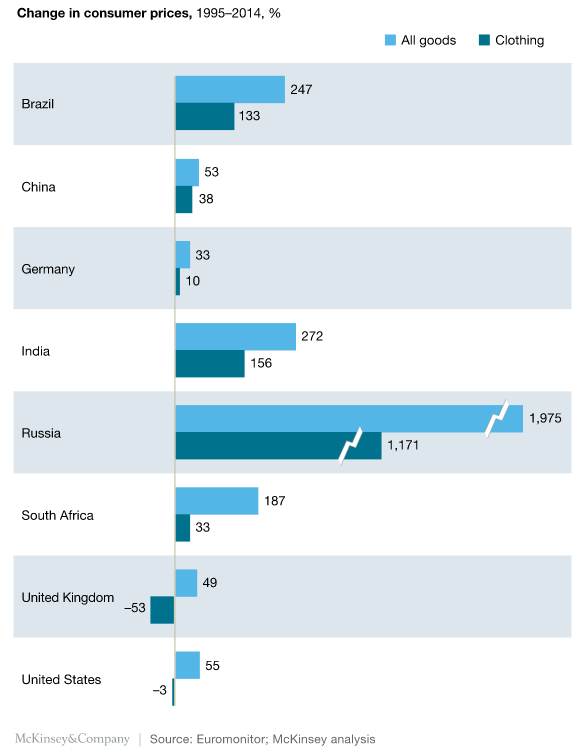 Change in consumer prices, 1995–2014, %
All goods
Clothing
Brazil
247
133
China
53
38
Germany
33
10
India
272
156
Russia
1,975
1,171
South Africa
187
33
United Kingdom
49
–53
United States
55
–3
McKinsey&Company | Source: Euromonitor; McKinsey analysis